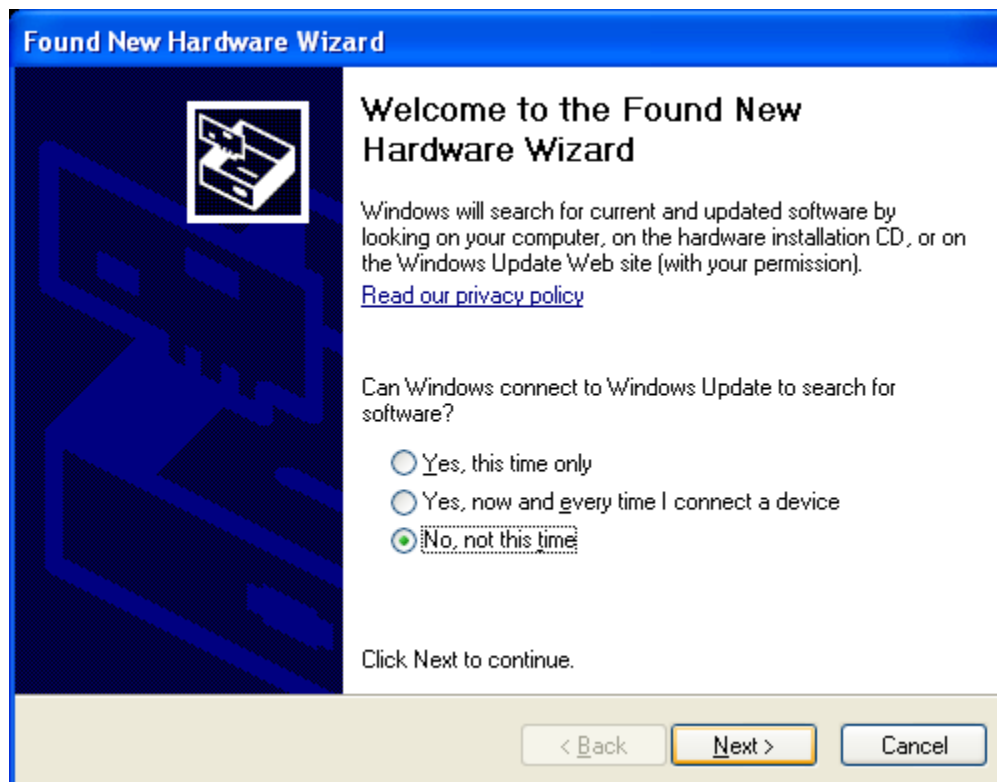 Found New Hardware Wizard
Welcome to the Found New
Hardware Wizard
Windows will search for current and updated software by
looking on your computer, on the hardware installation CD, or on
the Windows Update Web site (with your permission).
Read our privacy policy
Can Windows connect to Windows Update to search for
software?
Yes, this time only
Yes, now and every time I connect a device
No, not this time
Click Next to continue.
< Back
Next >
Cancel